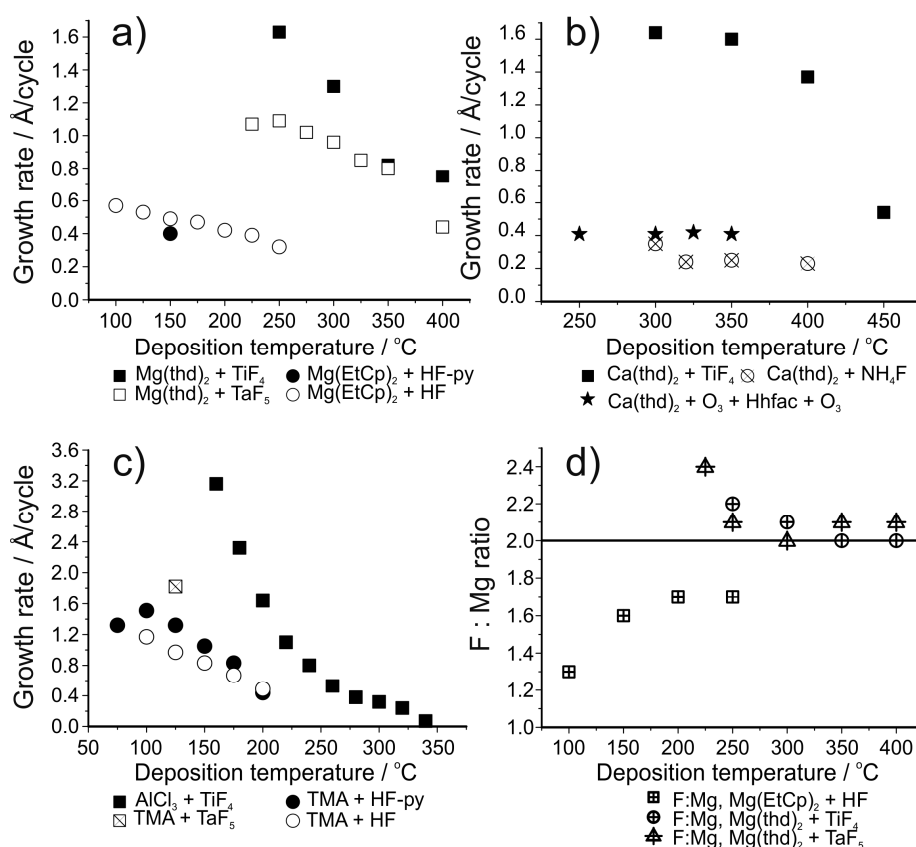 a)
Growth rate / Å/cycle
1.6
1.4
1.2
1.0
0.8
0.6
0.4
0.2
0.0
100 150 200 250 300 350 400
Deposition temperature / °C
Mg(thd)₂ + TiF₄ Mg(EtCp)₂ + HF-py
Mg(thd)₂ + TaF₅ Mg(EtCp)₂ + HF
b)
Growth rate / Å/cycle
1.6
1.4
1.2
1.0
0.8
0.6
0.4
0.2
0.0
250 300 350 400 450
Deposition temperature / °C
Ca(thd)₂ + TiF₄ Ca(thd)₂ + NH₄F
Ca(thd)₂ + O₃ + Hhfac + O₃
c)
Growth rate / Å/cycle
3.6
3.2
2.8
2.4
2.0
1.6
1.2
0.8
0.4
0.0
50 100 150 200 250 300 350
Deposition temperature / °C
AlCl₃ + TiF₄ TMA + HF-py
TMA + TaF₅ TMA + HF
d)
F : Mg ratio
2.4
2.2
2.0
1.8
1.6
1.4
1.2
1.0
100 150 200 250 300 350 400
Deposition temperature / °C
F:Mg, Mg(EtCp)₂ + HF
F:Mg, Mg(thd)₂ + TiF₄
F:Mg, Mg(thd)₂ + TaF₅